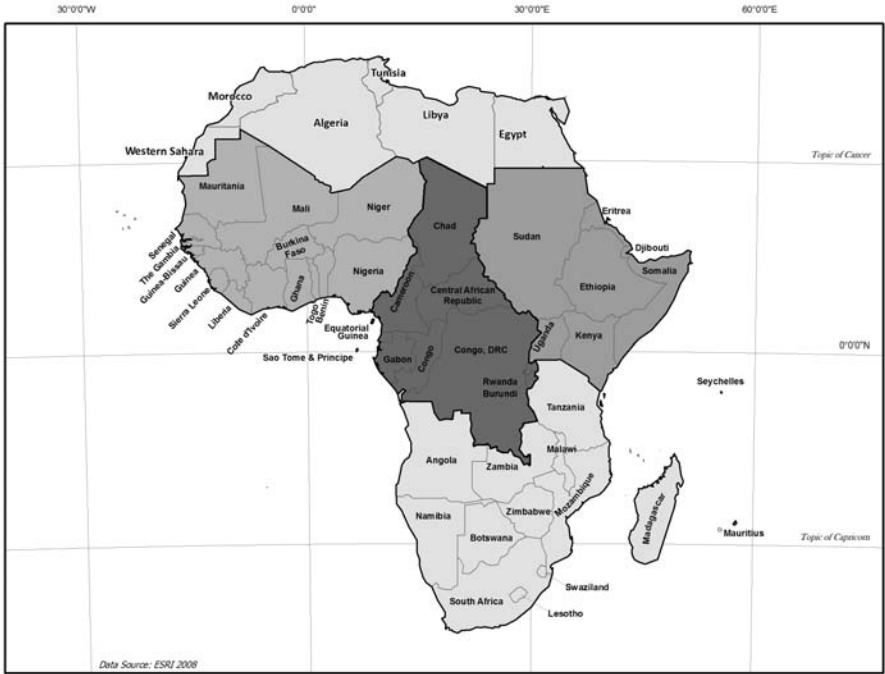 30°0'0"W
0°0'0"
30°0'0"E
60°0'0"E
Tunisia
Morocco
Algeria
Libya
Egypt
Western Sahara
Topic of Cancer
Mauritania
Mali
Niger
Chad
Sudan
Eritrea
Senegal
The Gambia
Guinea-Bissau
Guinea
Sierra Leone
Liberia
Cote d'Ivoire
Burkina
Faso
Ghana
Togo
Benin
Nigeria
Cameroon
Central African
Republic
Djibouti
Somalia
Ethiopia
Equatorial
Guinea
Sao Tome & Principe
Gabon
Congo
Congo, DRC
Uganda
Kenya
0°0'0"N
Rwanda
Burundi
Seychelles
Tanzania
Angola
Zambia
Malawi
Mozambique
Namibia
Zimbabwe
Botswana
Madagascar
Mauritius
Topic of Capricorn
Swaziland
South Africa
Lesotho
Data Source: ESRI 2008